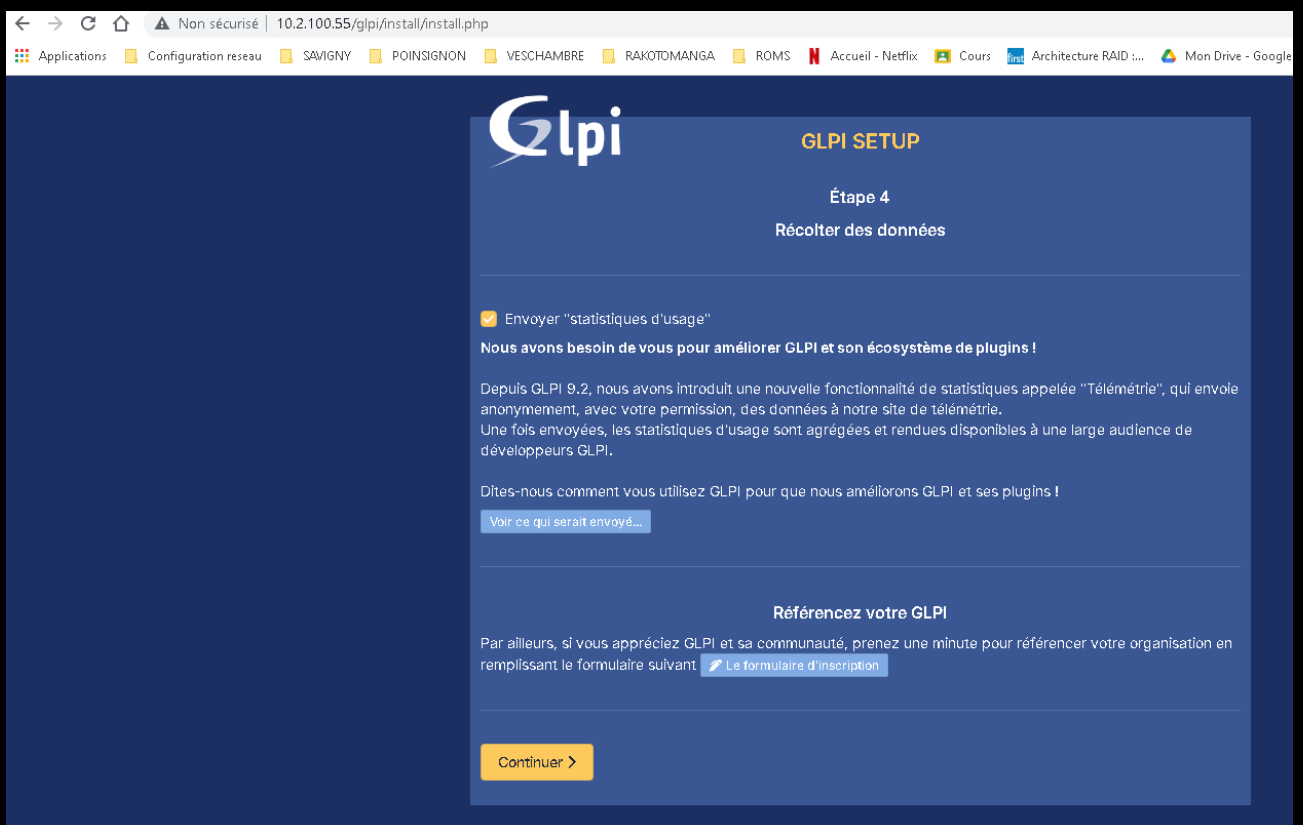 Non sécurisé | 10.2.100.55/glpi/install/install.php
Applications Configuration reseau SAVIGNY POINSIGNON VESCHAMBRE RAKOTOMANGA ROMS N Accueil - Netflix Cours first Architecture RAID :... Mon Drive - Google
Glpi
GLPI SETUP
Étape 4
Récolter des données
Envoyer "statistiques d'usage"
Nous avons besoin de vous pour améliorer GLPI et son écosystème de plugins !
Depuis GLPI 9.2, nous avons introduit une nouvelle fonctionnalité de statistiques appelée "Télémétrie", qui envoie
anonymement, avec votre permission, des données à notre site de télémétrie.
Une fois envoyées, les statistiques d'usage sont agrégées et rendues disponibles à une large audience de
développeurs GLPI.
Dites-nous comment vous utilisez GLPI pour que nous améliorons GLPI et ses plugins !
Voir ce qui serait envoyé...
Référencez votre GLPI
Par ailleurs, si vous appréciez GLPI et sa communauté, prenez une minute pour référencer votre organisation en
remplissant le formulaire suivant Le formulaire d'inscription
Continuer >